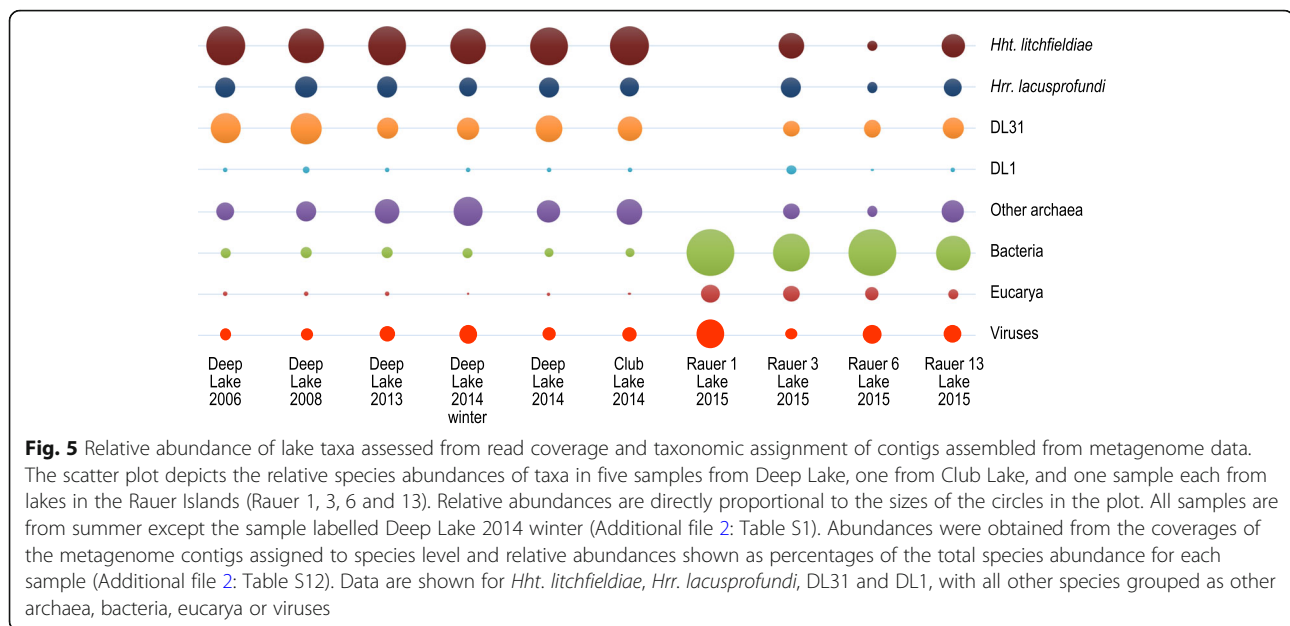 Hht. litchfieldiae
Hrr. lacusprofundi
DL31
DL1
Other archaea
Bacteria
Eucarya
Viruses
Deep Lake 2006
Deep Lake 2008
Deep Lake 2013
Deep Lake 2014 winter
Deep Lake 2014
Club Lake 2014
Rauer 1 Lake 2015
Rauer 3 Lake 2015
Rauer 6 Lake 2015
Rauer 13 Lake 2015
Fig. 5 Relative abundance of lake taxa assessed from read coverage and taxonomic assignment of contigs assembled from metagenome data.
The scatter plot depicts the relative species abundances of taxa in five samples from Deep Lake, one from Club Lake, and one sample each from
lakes in the Rauer Islands (Rauer 1, 3, 6 and 13). Relative abundances are directly proportional to the sizes of the circles in the plot. All samples are
from summer except the sample labelled Deep Lake 2014 winter (Additional file 2: Table S1). Abundances were obtained from the coverages of
the metagenome contigs assigned to species level and relative abundances shown as percentages of the total species abundance for each
sample (Additional file 2: Table S12). Data are shown for Hht. litchfieldiae, Hrr. lacusprofundi, DL31 and DL1, with all other species grouped as other
archaea, bacteria, eucarya or viruses